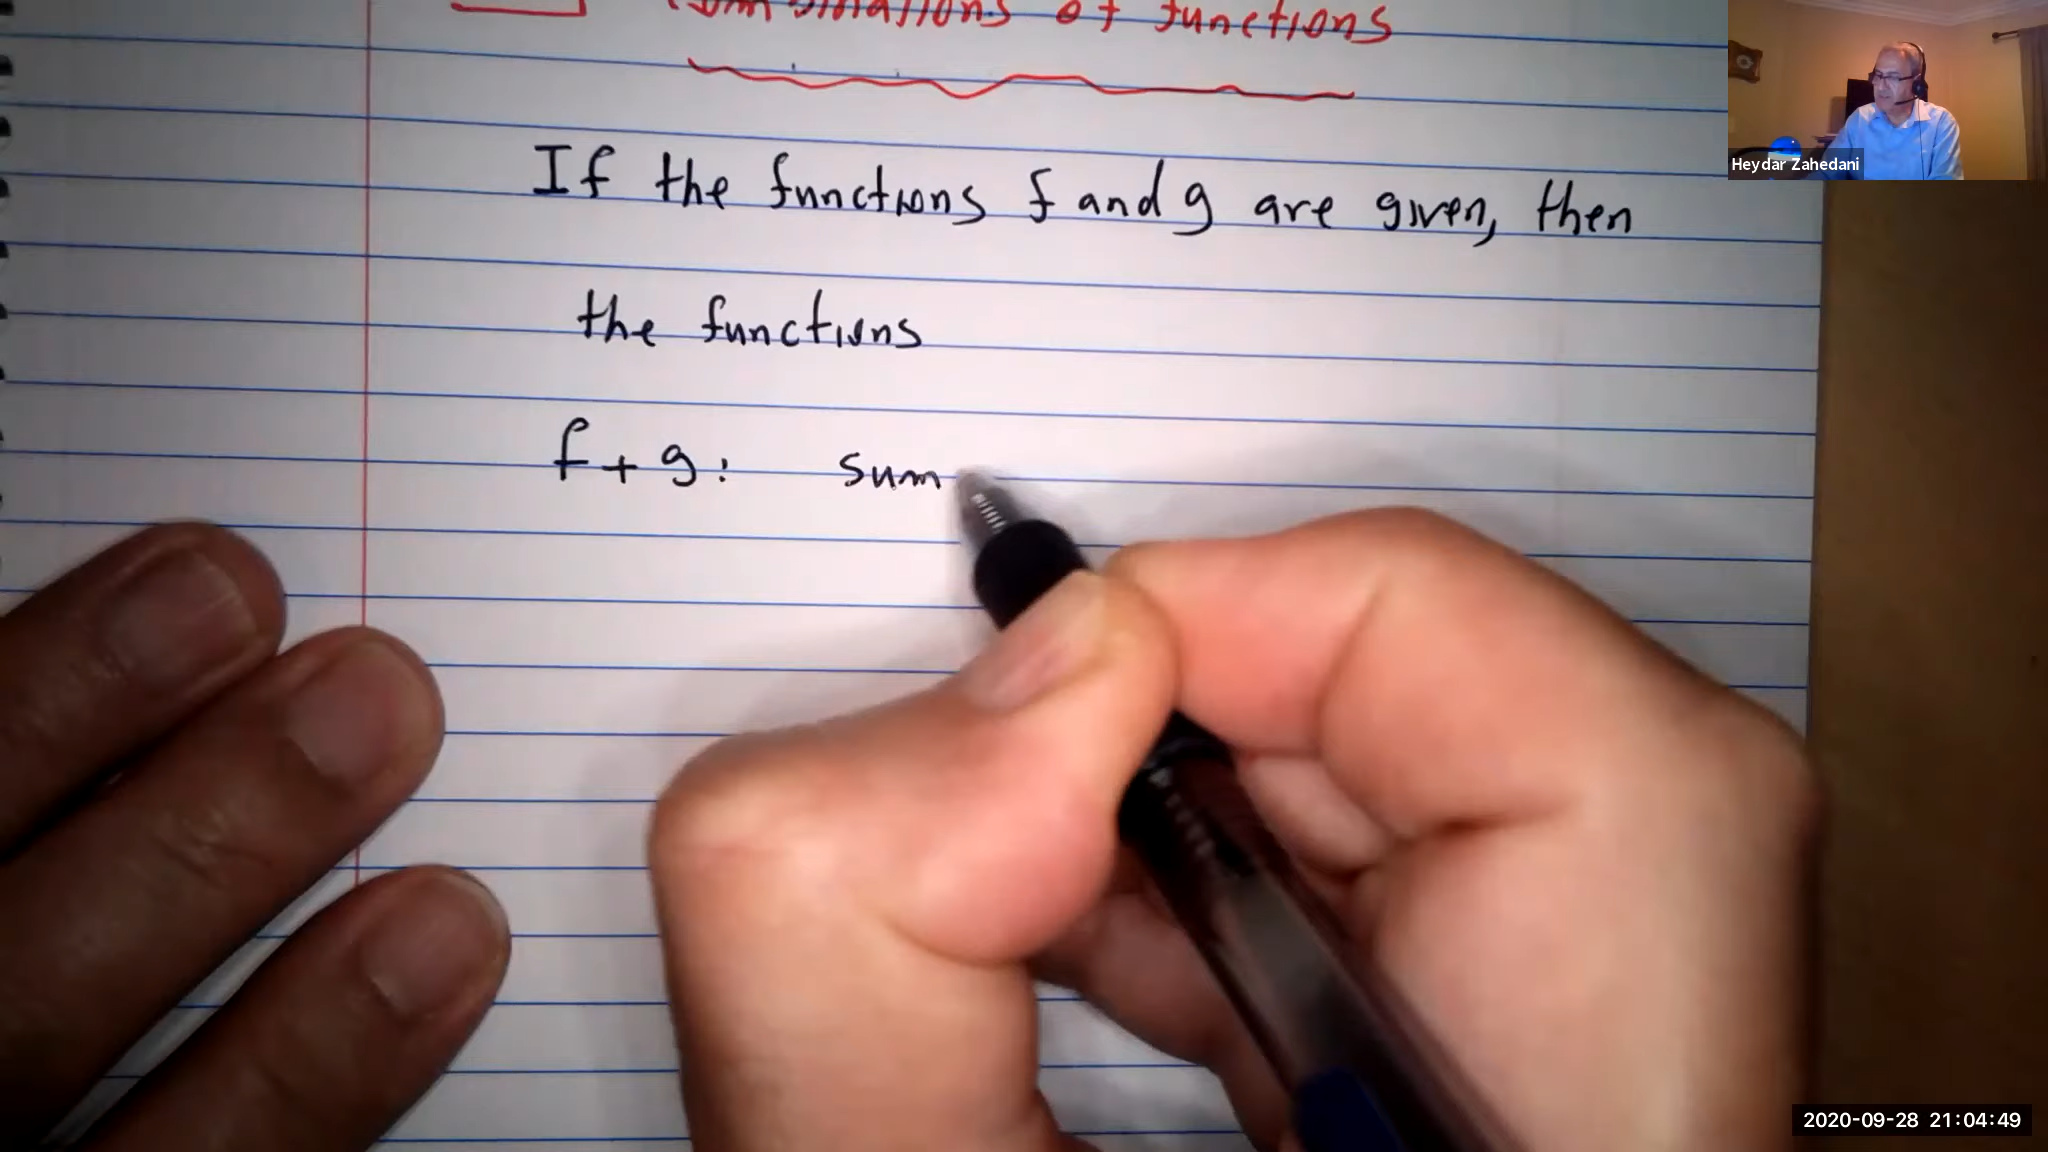 Combinations of functions
If the functions f and g are given, then
the functions
f + g : sum
Heydar Zahedani
2020-09-28 21:04:49